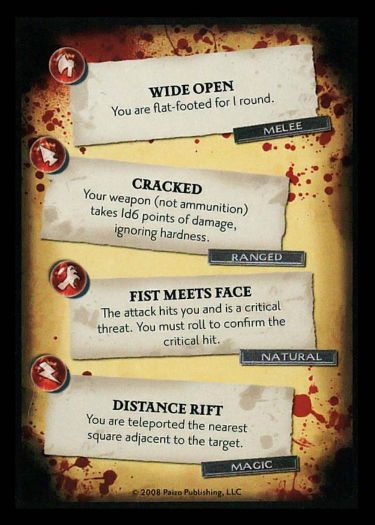 WIDE OPEN
You are flat-footed for 1 round.
MELEE
CRACKED
Your weapon (not ammunition)
takes 1d6 points of damage,
ignoring hardness.
RANGED
FIST MEETS FACE
The attack hits you and is a critical
threat. You must roll to confirm the
critical hit.
NATURAL
DISTANCE RIFT
You are teleported the nearest
square adjacent to the target.
MAGIC
© 2008 Paizo Publishing, LLC